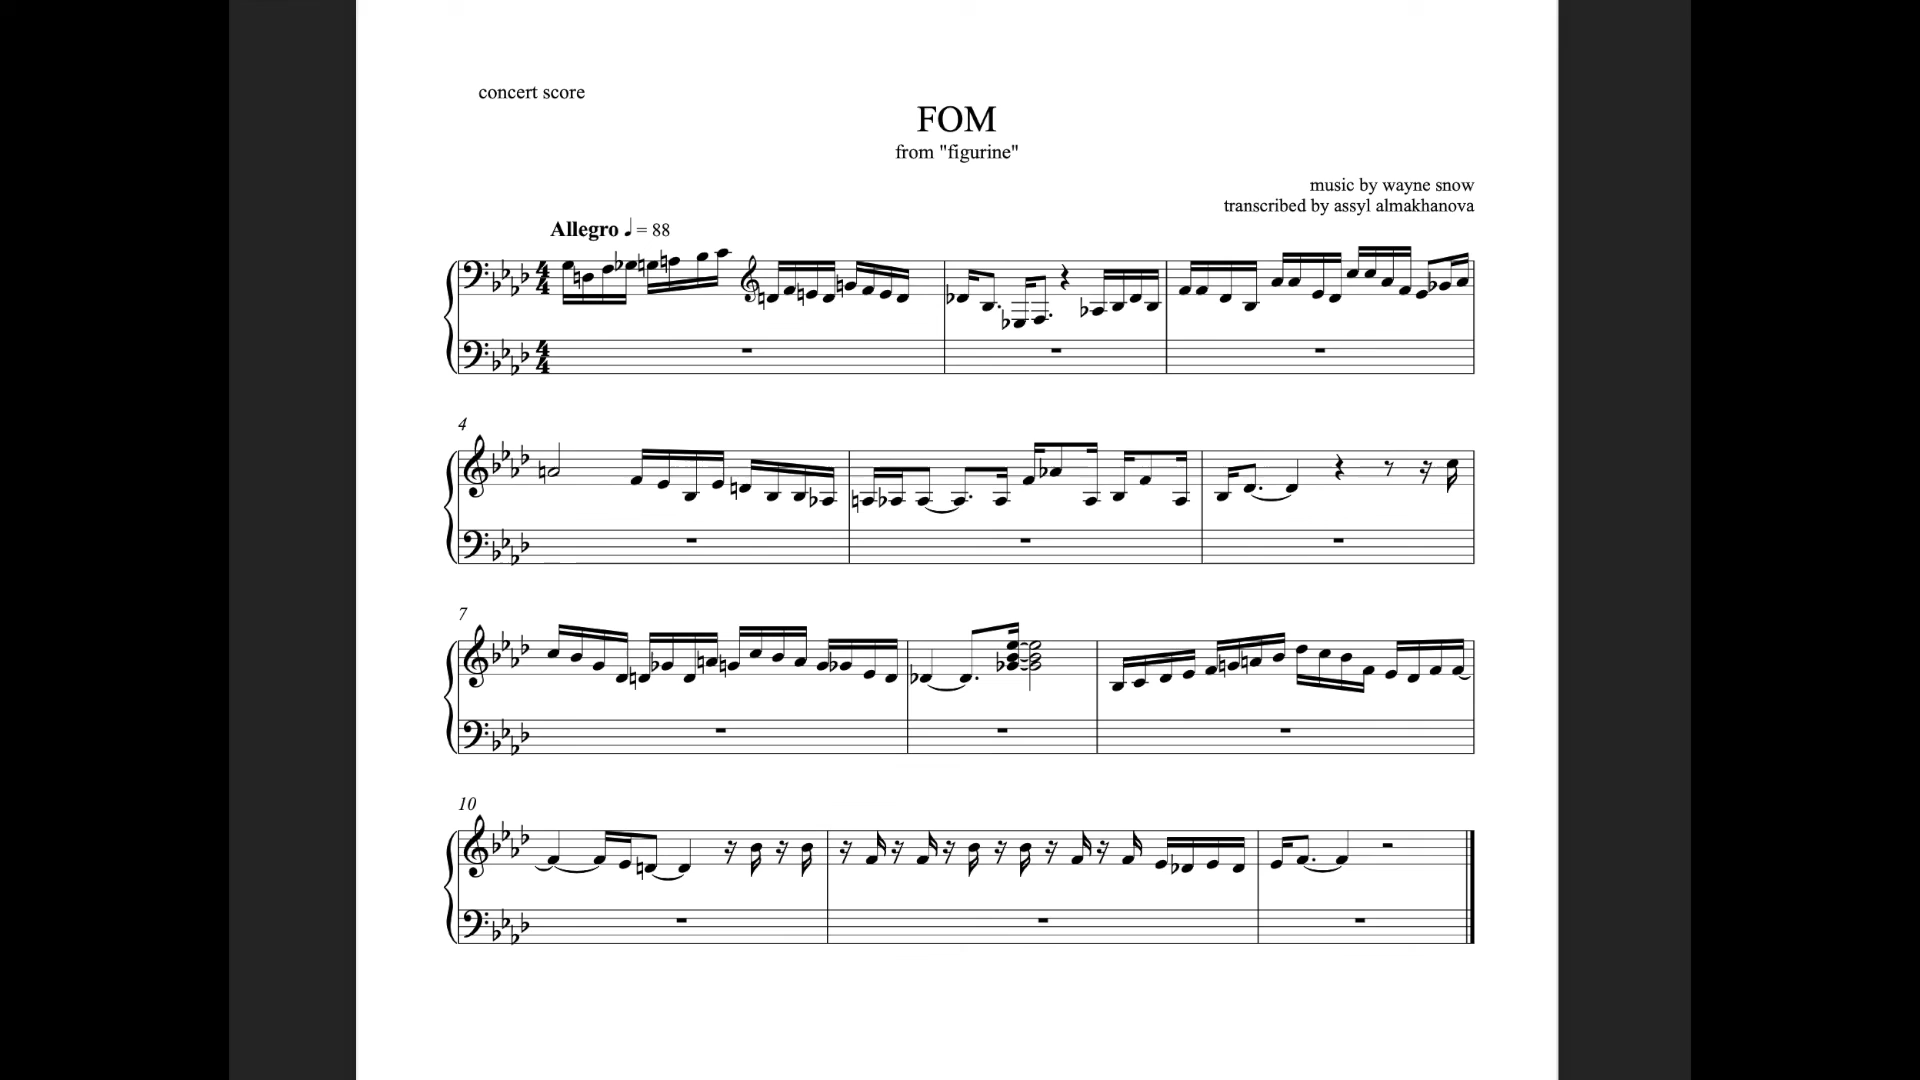 concert score
FOM
from "figurine"
music by wayne snow
transcribed by assyl almakhanova
Allegro ♩ = 88
4
7
10